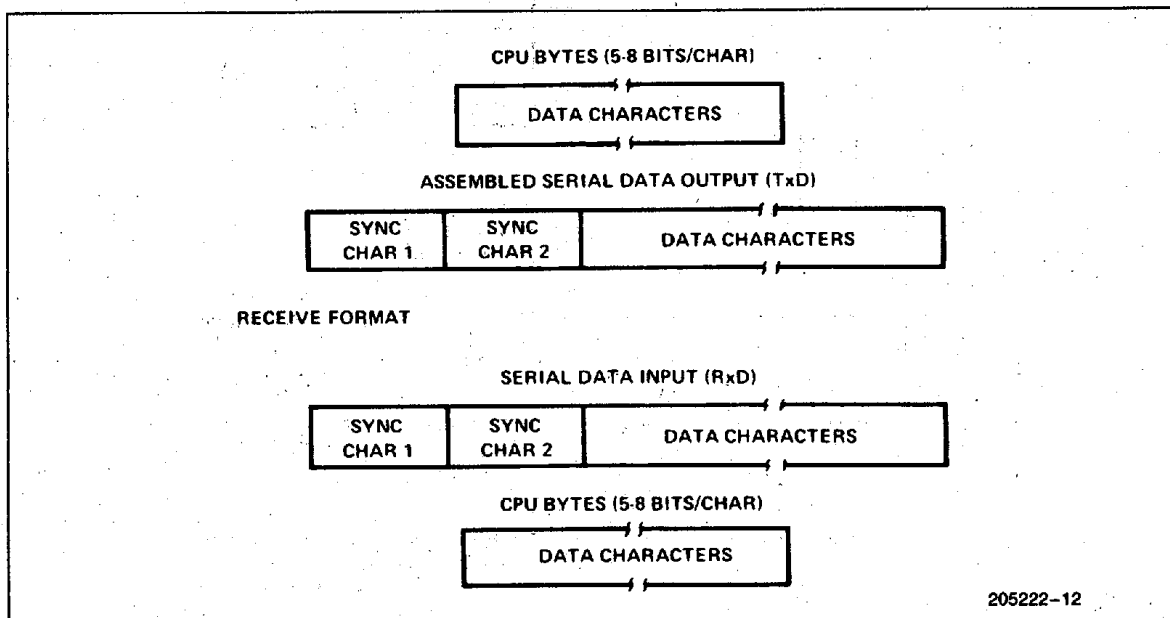 CPU BYTES (5-8 BITS/CHAR)
DATA CHARACTERS
ASSEMBLED SERIAL DATA OUTPUT (TxD)
SYNC CHAR 1
SYNC CHAR 2
DATA CHARACTERS
RECEIVE FORMAT
SERIAL DATA INPUT (RxD)
SYNC CHAR 1
SYNC CHAR 2
DATA CHARACTERS
CPU BYTES (5-8 BITS/CHAR)
DATA CHARACTERS
205222-12